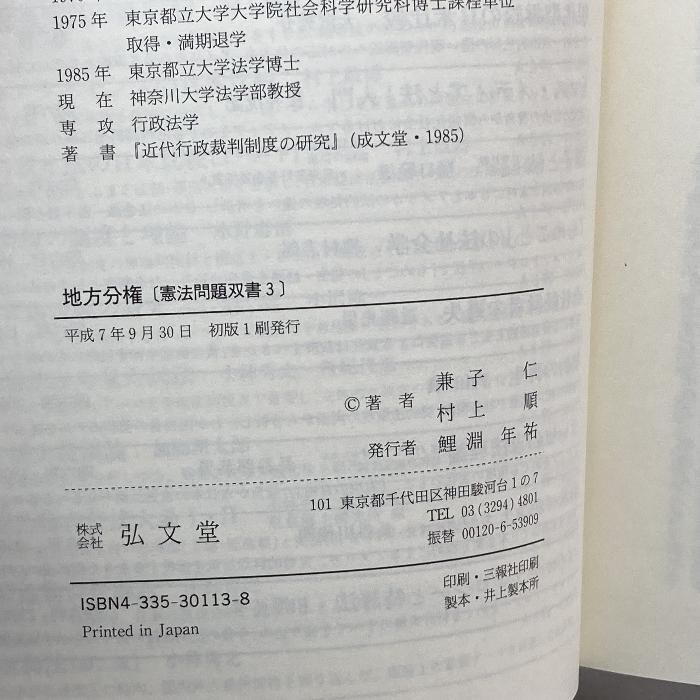 1975年 東京都立大学大学院社会科学研究科博士課程単位
取得・満期退学
1985年 東京都立大学法学博士
現 在 神奈川大学法学部教授
専 攻 行政法学
著 書 『近代行政裁判制度の研究』(成文堂・1985)
地方分権〔憲法問題双書3〕
平成7年9月30日 初版1刷発行
©著 者 兼 子 仁
村 上 順
発行者 鯉 淵 年 祐
株式会社 弘 文 堂
101 東京都千代田区神田駿河台1の7
TEL 03(3294)4801
振替 00120-6-53909
ISBN4-335-30113-8
Printed in Japan
印刷・三報社印刷
製本・井上製本所